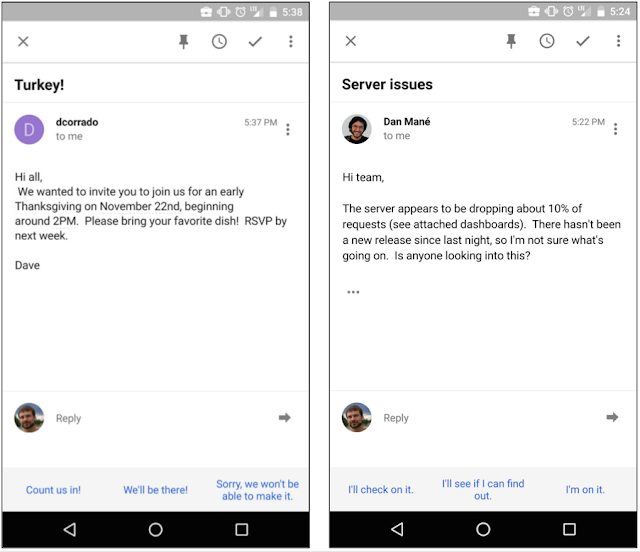 5:38
Turkey!
D
dcorrado
5:37 PM
to me
Hi all,
We wanted to invite you to join us for an early
Thanksgiving on November 22nd, beginning
around 2PM.  Please bring your favorite dish!  RSVP by
next week.
Dave
Reply
Count us in!
We'll be there!
Sorry, we won't be
able to make it.
LTE 5:24
Server issues
Dan Mané
5:22 PM
to me
Hi team,
The server appears to be dropping about 10% of
requests (see attached dashboards).  There hasn't been
a new release since last night, so I'm not sure what's
going on.  Is anyone looking into this?
Reply
I'll check on it.
I'll see if I can find
out.
I'm on it.